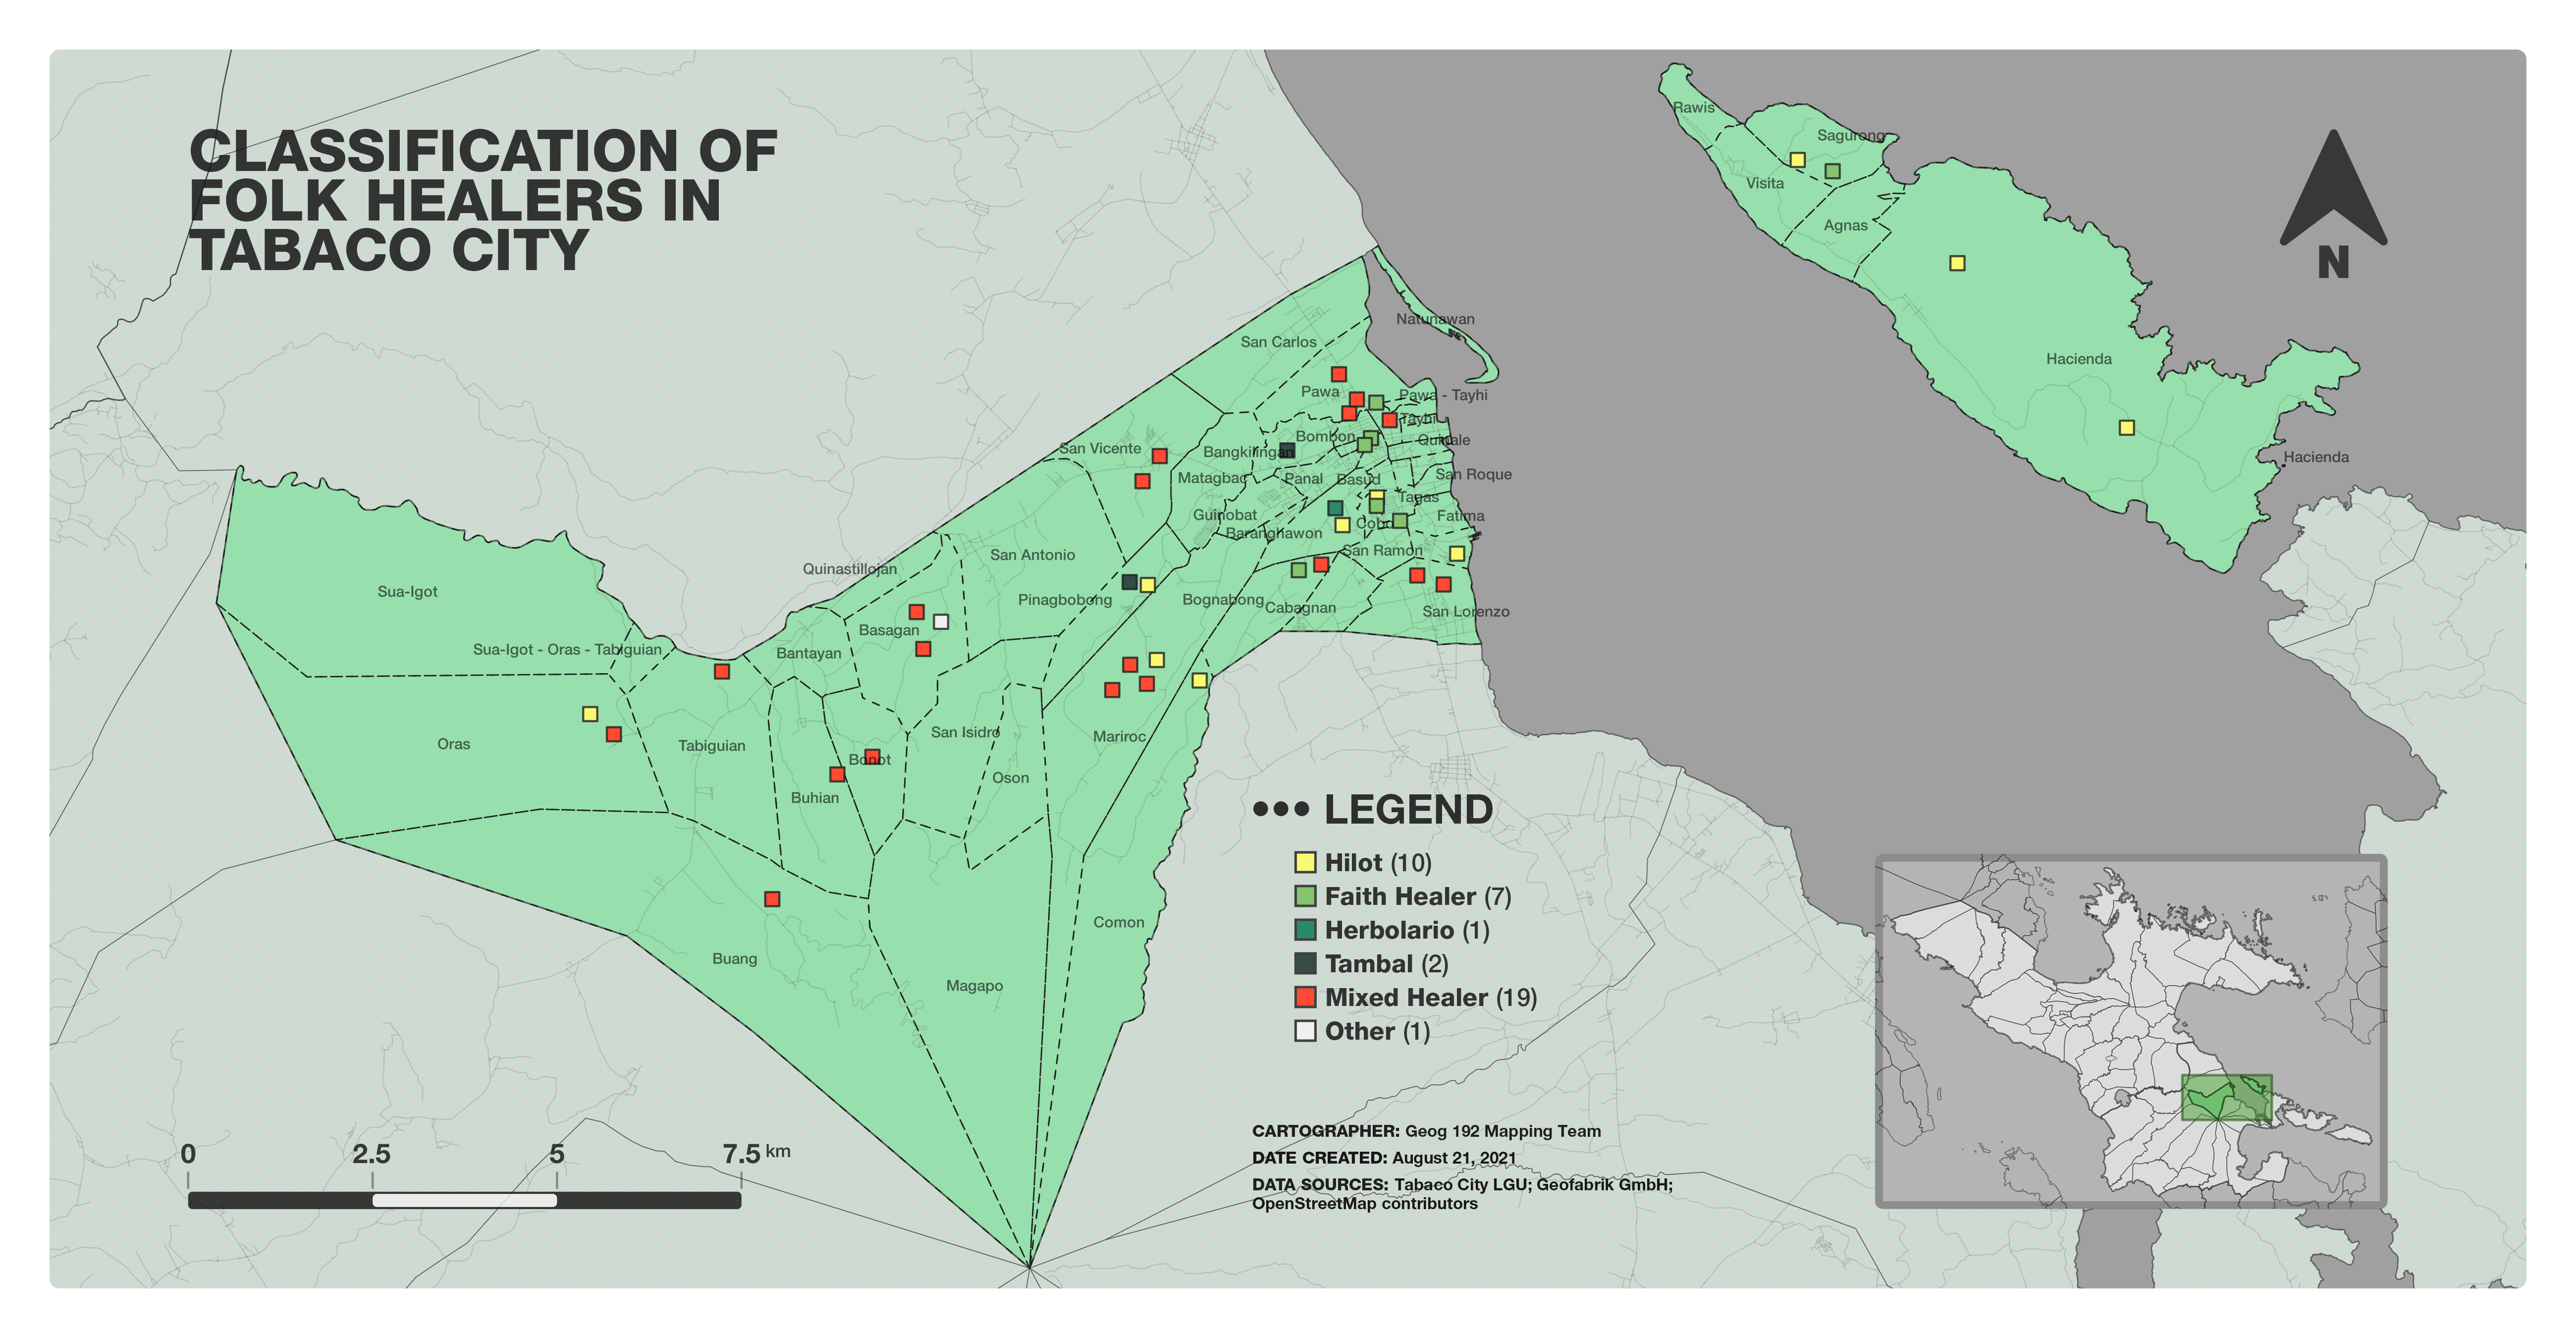 CLASSIFICATION OF
FOLK HEALERS IN
TABACO CITY
Rawis
Sagurong
Visita
Agnas
N
Hacienda
Hacienda
Natunawan
San Carlos
Pawa
Pawa - Tayhi
Tayhi
Bombon
Quinale
San Vicente
Bangkilingan
Matagbac
Panal
Basud
San Roque
Tagas
Guinobat
Cobo
Fatima
Baranghawon
San Ramon
San Antonio
Quinastillojan
Sua-Igot
Pinagbobong
Bognabong
Cabagnan
San Lorenzo
Basagan
Sua-Igot - Oras - Tabiguian
Bantayan
San Isidro
Mariroc
Oras
Tabiguian
Bonot
Oson
Buhian
Comon
Buang
Magapo
LEGEND
Hilot (10)
Faith Healer (7)
Herbolario (1)
Tambal (2)
Mixed Healer (19)
Other (1)
CARTOGRAPHER: Geog 192 Mapping Team
DATE CREATED: August 21, 2021
DATA SOURCES: Tabaco City LGU; Geofabrik GmbH;
OpenStreetMap contributors
0 2.5 5 7.5 km